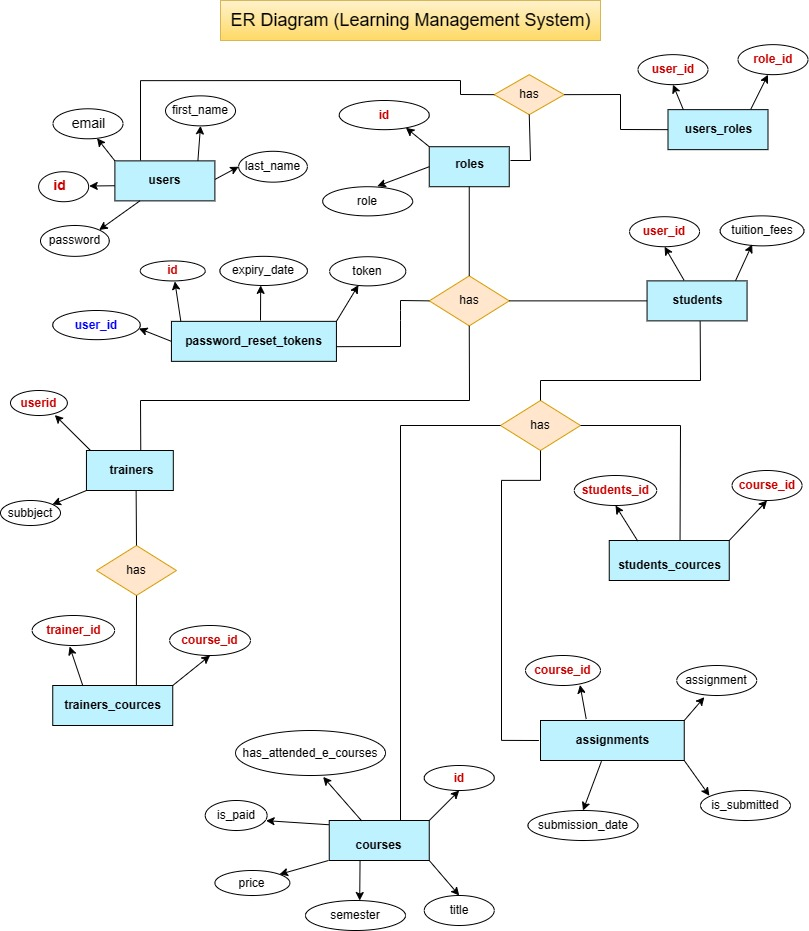 ER Diagram (Learning Management System)
has
user_id
role_id
users_roles
email
first_name
id
last_name
password
users
id
role
roles
id
expiry_date
token
user_id
password_reset_tokens
has
user_id
tuition_fees
students
userid
trainers
subbject
has
students_id
course_id
students_cources
has
trainer_id
course_id
trainers_cources
course_id
assignment
assignments
is_submitted
submission_date
has_attended_e_courses
id
is_paid
courses
price
semester
title